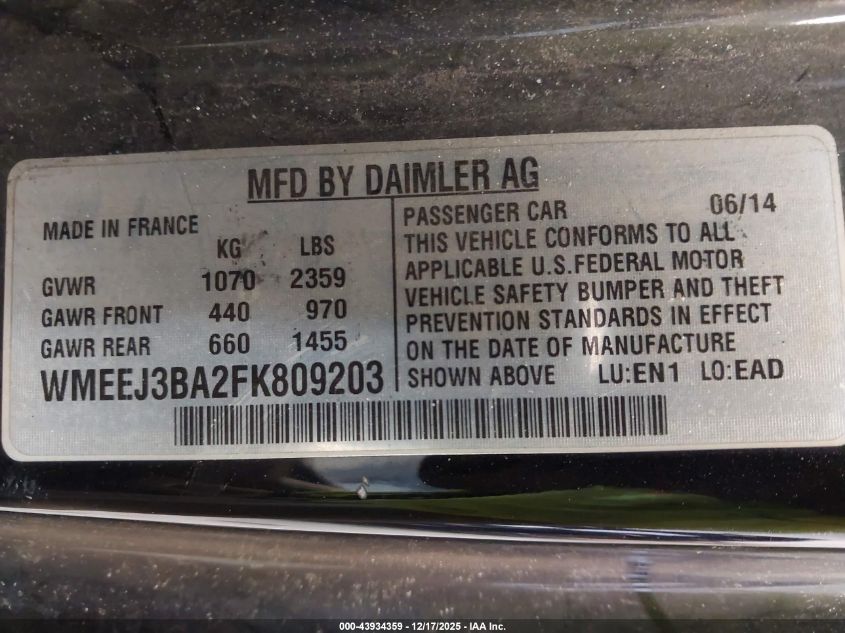 MFD BY DAIMLER AG
MADE IN FRANCE
KG LBS
GVWR 1070 2359
GAWR FRONT 440 970
GAWR REAR 660 1455
WMEEJ3BA2FK809203
PASSENGER CAR 06/14
THIS VEHICLE CONFORMS TO ALL
APPLICABLE U.S.FEDERAL MOTOR
VEHICLE SAFETY BUMPER AND THEFT
PREVENTION STANDARDS IN EFFECT
ON THE DATE OF MANUFACTURE
SHOWN ABOVE LU:EN1 LO:EAD
000-43934359 | 12/17/2025 - IAA Inc.